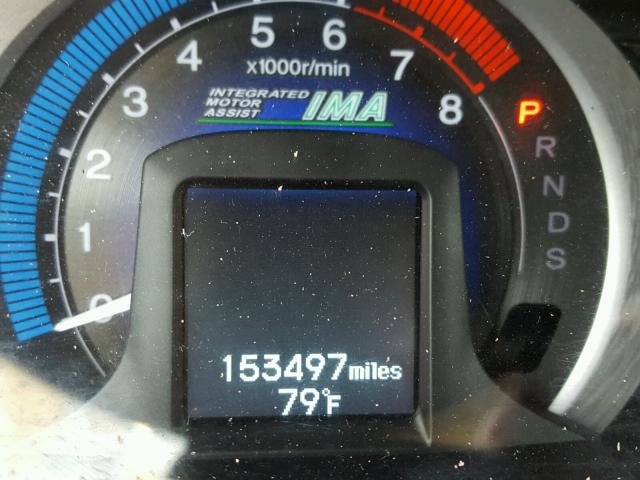 5 6
4 x1000r/min 7
3 INTEGRATED MOTOR ASSIST IMA 8 P
2 R
N
1 D
0 S
153497miles
79°F